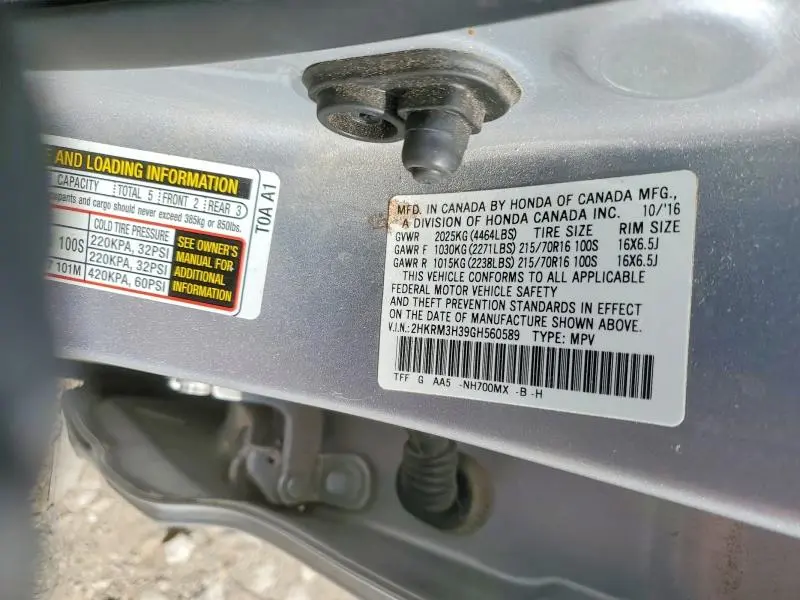 AND LOADING INFORMATION
CAPACITY TOTAL 5 FRONT 2 REAR 3
and cargo should never exceed 385kg or 850lbs.
COLD TIRE PRESSURE
100S 220KPA, 32PSI
220KPA, 32PSI
101M 420KPA, 60PSI
SEE OWNER'S
MANUAL FOR
ADDITIONAL
INFORMATION
TOA A1
MFD. IN CANADA BY HONDA OF CANADA MFG.,
A DIVISION OF HONDA CANADA INC. 10/'16
GVWR 2025KG (4464LBS) TIRE SIZE RIM SIZE
GAWR F 1030KG (2271LBS) 215/70R16 100S 16X6.5J
GAWR R 1015KG (2238LBS) 215/70R16 100S 16X6.5J
THIS VEHICLE CONFORMS TO ALL APPLICABLE
FEDERAL MOTOR VEHICLE SAFETY
AND THEFT PREVENTION STANDARDS IN EFFECT
ON THE DATE OF MANUFACTURE SHOWN ABOVE.
V.I.N.: 2HKRM3H39GH560589 TYPE: MPV
TFF G AA5 -NH700MX -B -H